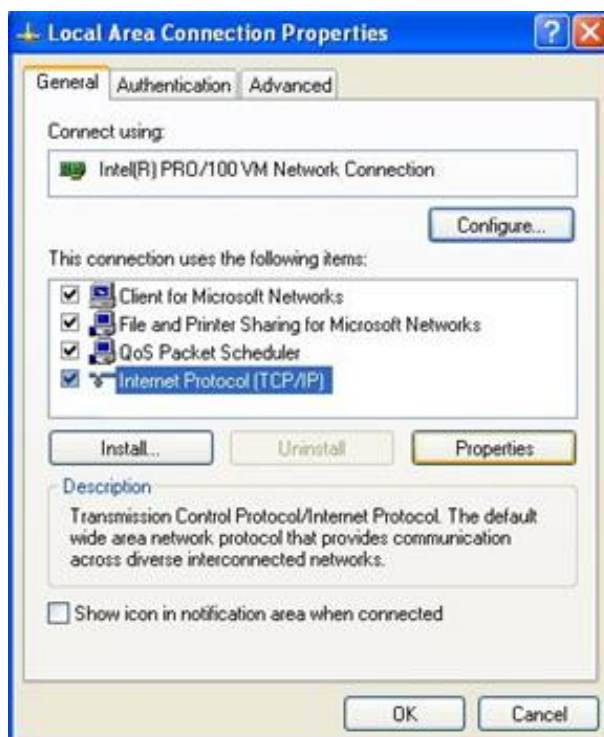 Local Area Connection Properties
General Authentication Advanced
Connect using:
Intel(R) PRO/100 VM Network Connection
Configure...
This connection uses the following items:
Client for Microsoft Networks
File and Printer Sharing for Microsoft Networks
QoS Packet Scheduler
Internet Protocol (TCP/IP)
Install... Uninstall Properties
Description
Transmission Control Protocol/Internet Protocol. The default
wide area network protocol that provides communication
across diverse interconnected networks.
Show icon in notification area when connected
OK Cancel